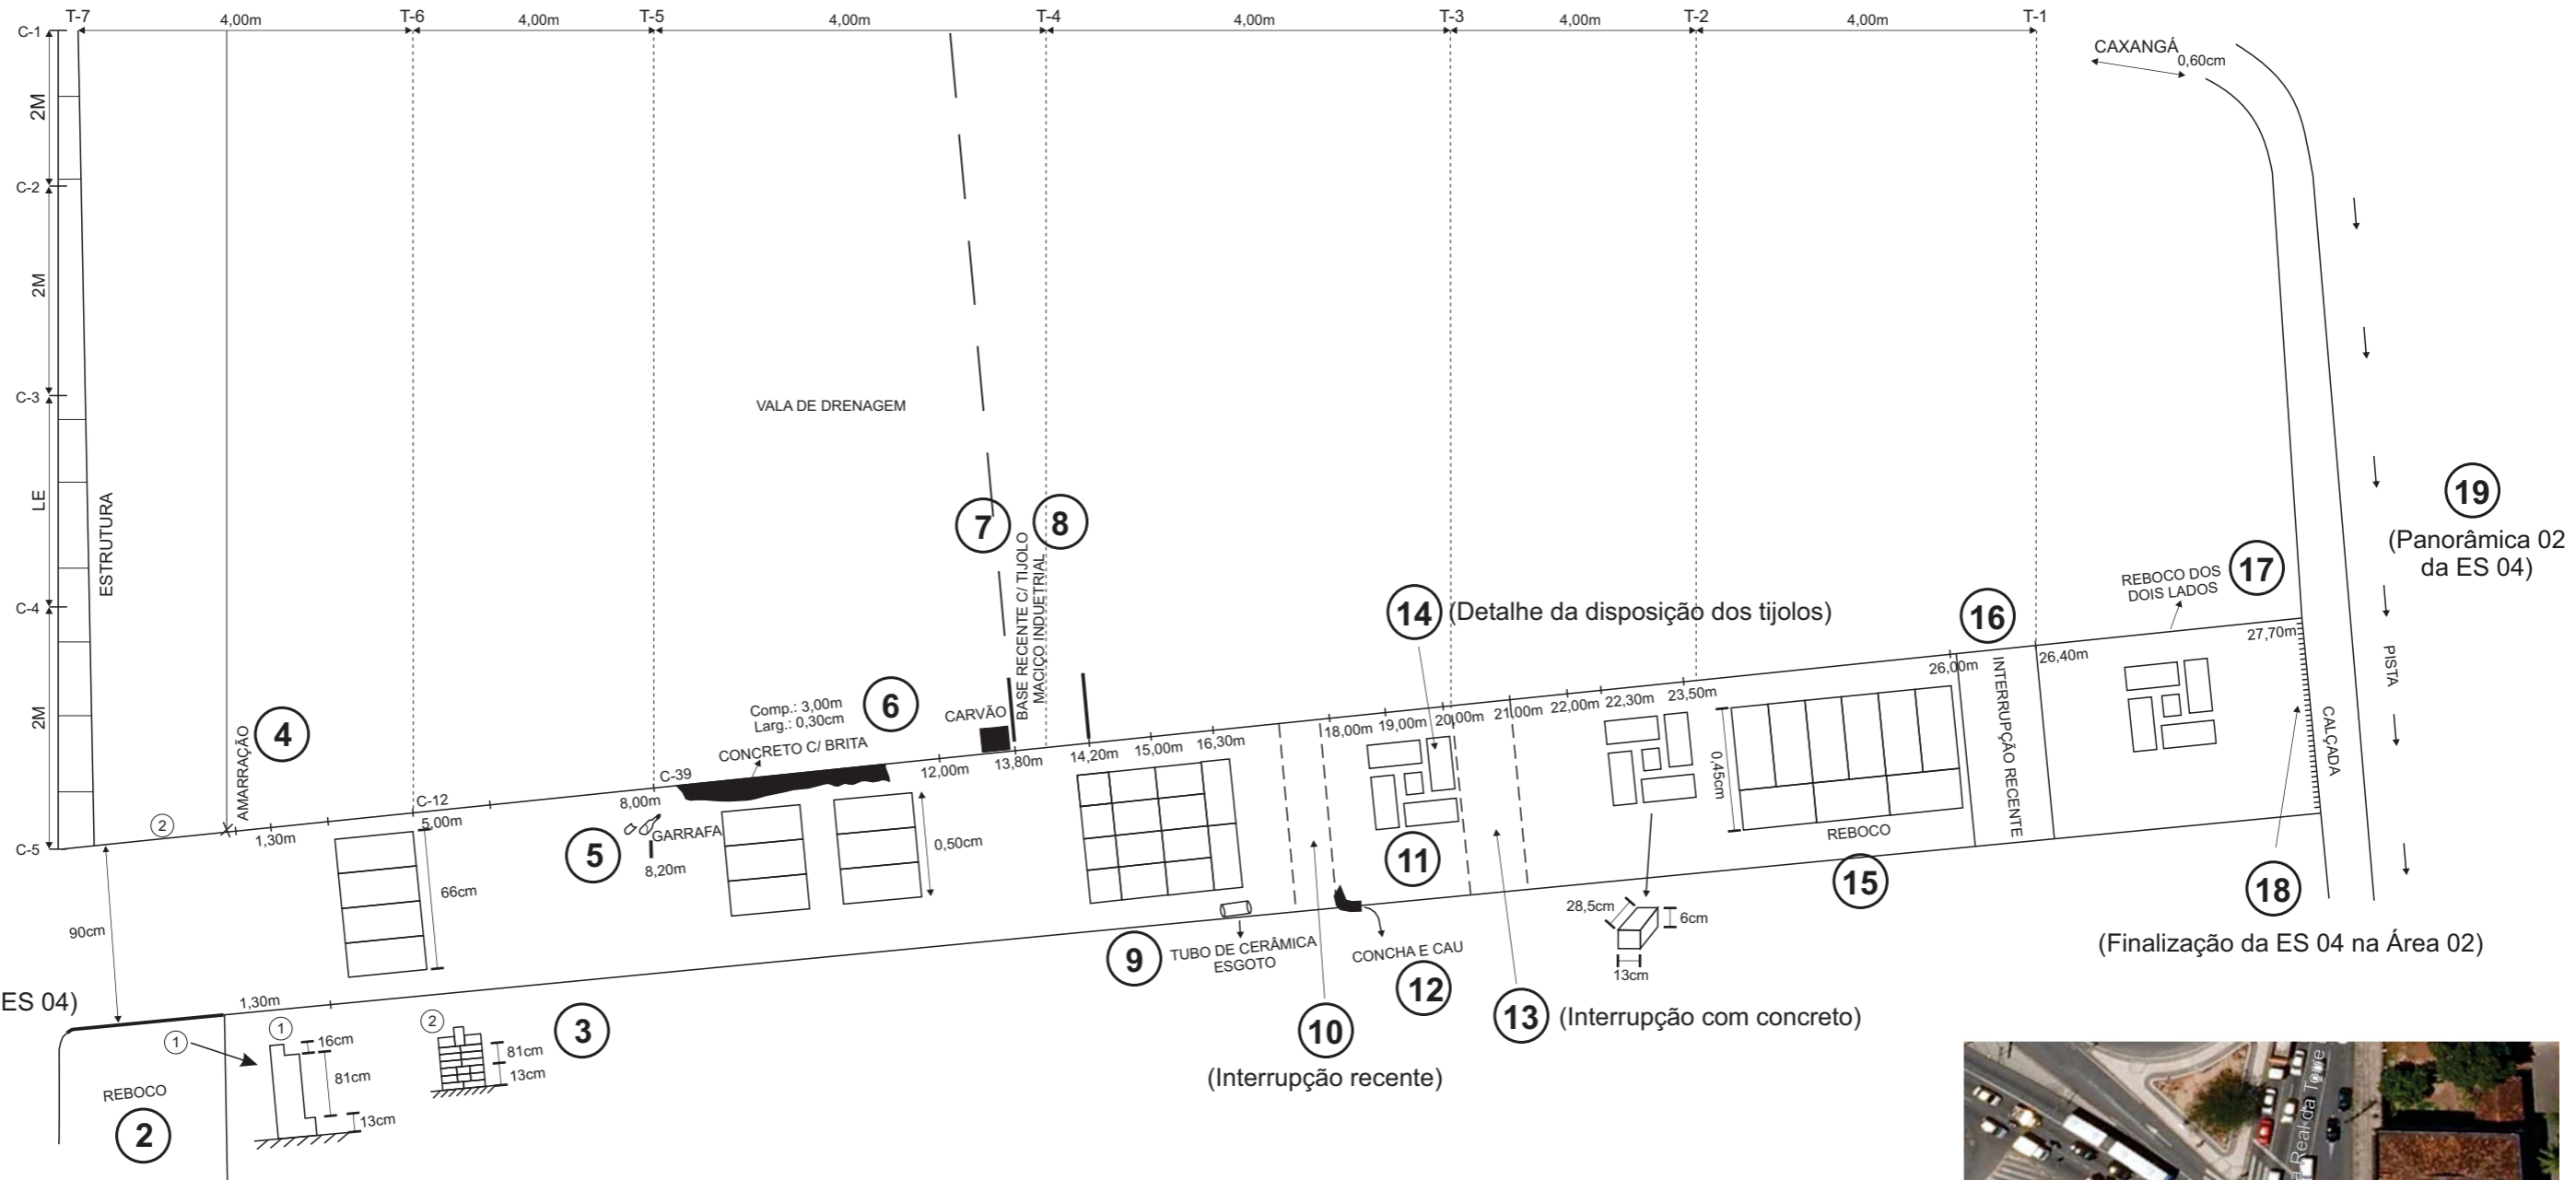 T-7
4,00m
T-6
4,00m
T-5
4,00m
T-4
4,00m
T-3
4,00m
T-2
4,00m
T-1
C-1
2M
C-2
2M
C-3
LE
C-4
2M
C-5
ESTRUTURA
CAXANGÁ
0,60cm
VALA DE DRENAGEM
7
8
BASE RECENTE C/ TIJOLO
MACIÇO INDUETRIAL
19
(Panorâmica 02
da ES 04)
PISTA
CALÇADA
REBOCO DOS
DOIS LADOS
17
14
(Detalhe da disposição dos tijolos)
16
INTERRUPÇÃO RECENTE
AMARRAÇÃO
4
2
1,30m
C-12
5,00m
66cm
8,00m
C-39
GARRAFA
5
8,20m
Comp.: 3,00m
Larg.: 0,30cm
6
CONCRETO C/ BRITA
CARVÃO
0,50cm
12,00m
13,80m
14,20m
15,00m
16,30m
18,00m
19,00m
20,00m
21,00m
22,00m
22,30m
23,50m
26,00m
26,40m
27,70m
0,45cm
REBOCO
15
11
28,5cm
6cm
13cm
18
(Finalização da ES 04 na Área 02)
9
TUBO DE CERÂMICA
ESGOTO
CONCHA E CAU
12
10
(Interrupção recente)
13
(Interrupção com concreto)
90cm
ES 04)
1,30m
1
REBOCO
2
1
16cm
81cm
13cm
2
81cm
13cm
3
Real da Torre